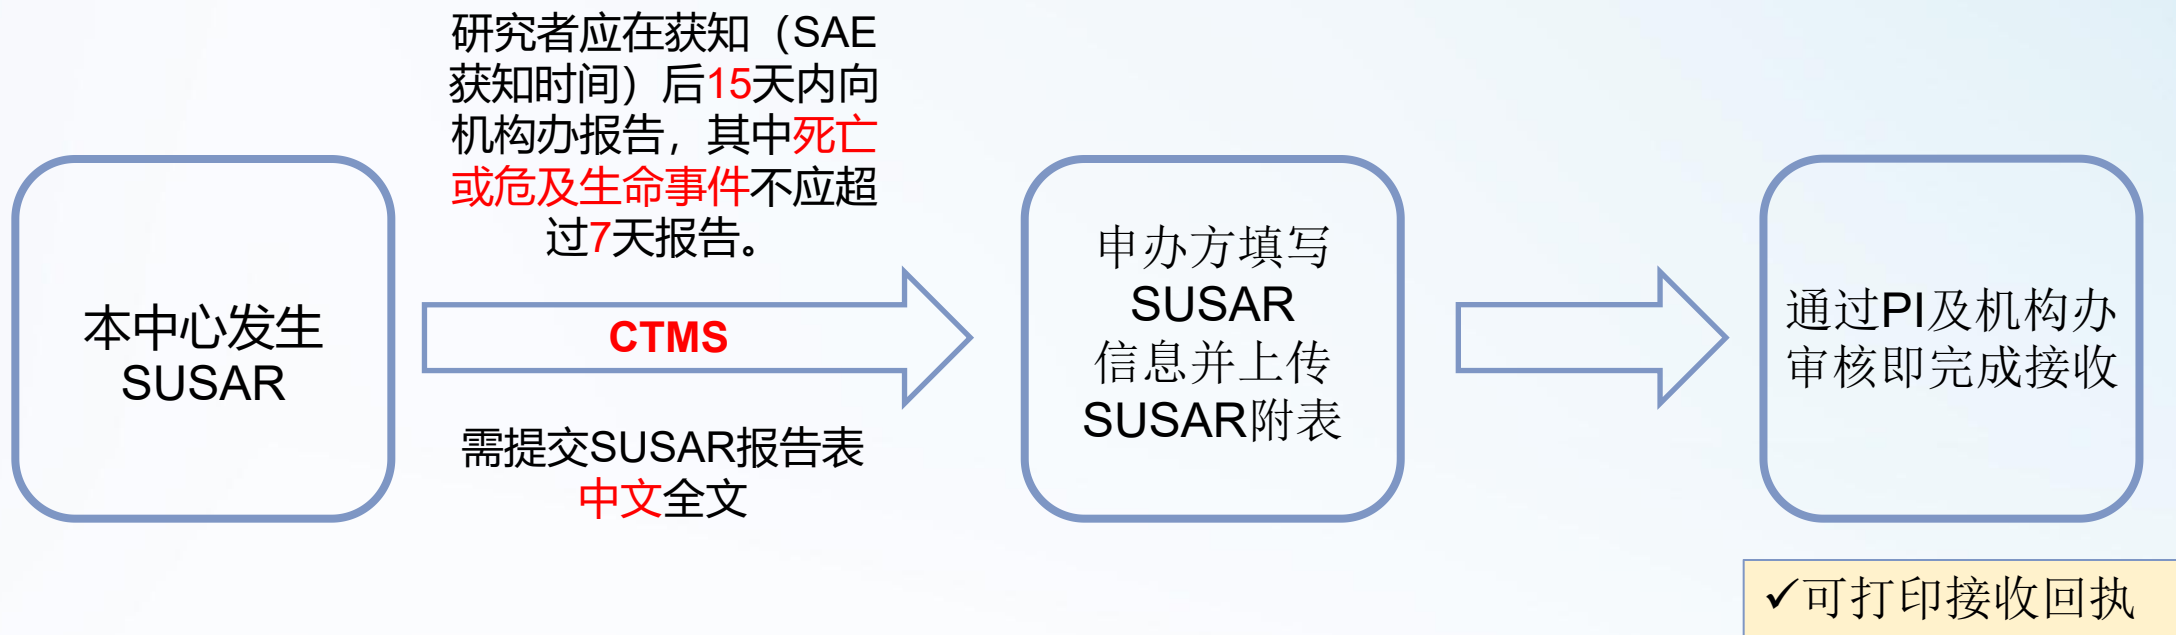 本中心发生
SUSAR
研究者应在获知（SAE
获知时间）后15天内向
机构办报告，其中死亡
或危及生命事件不应超
过7天报告。
CTMS
需提交SUSAR报告表
中文全文
申办方填写
SUSAR
信息并上传
SUSAR附表
通过PI及机构办
审核即完成接收
✓可打印接收回执